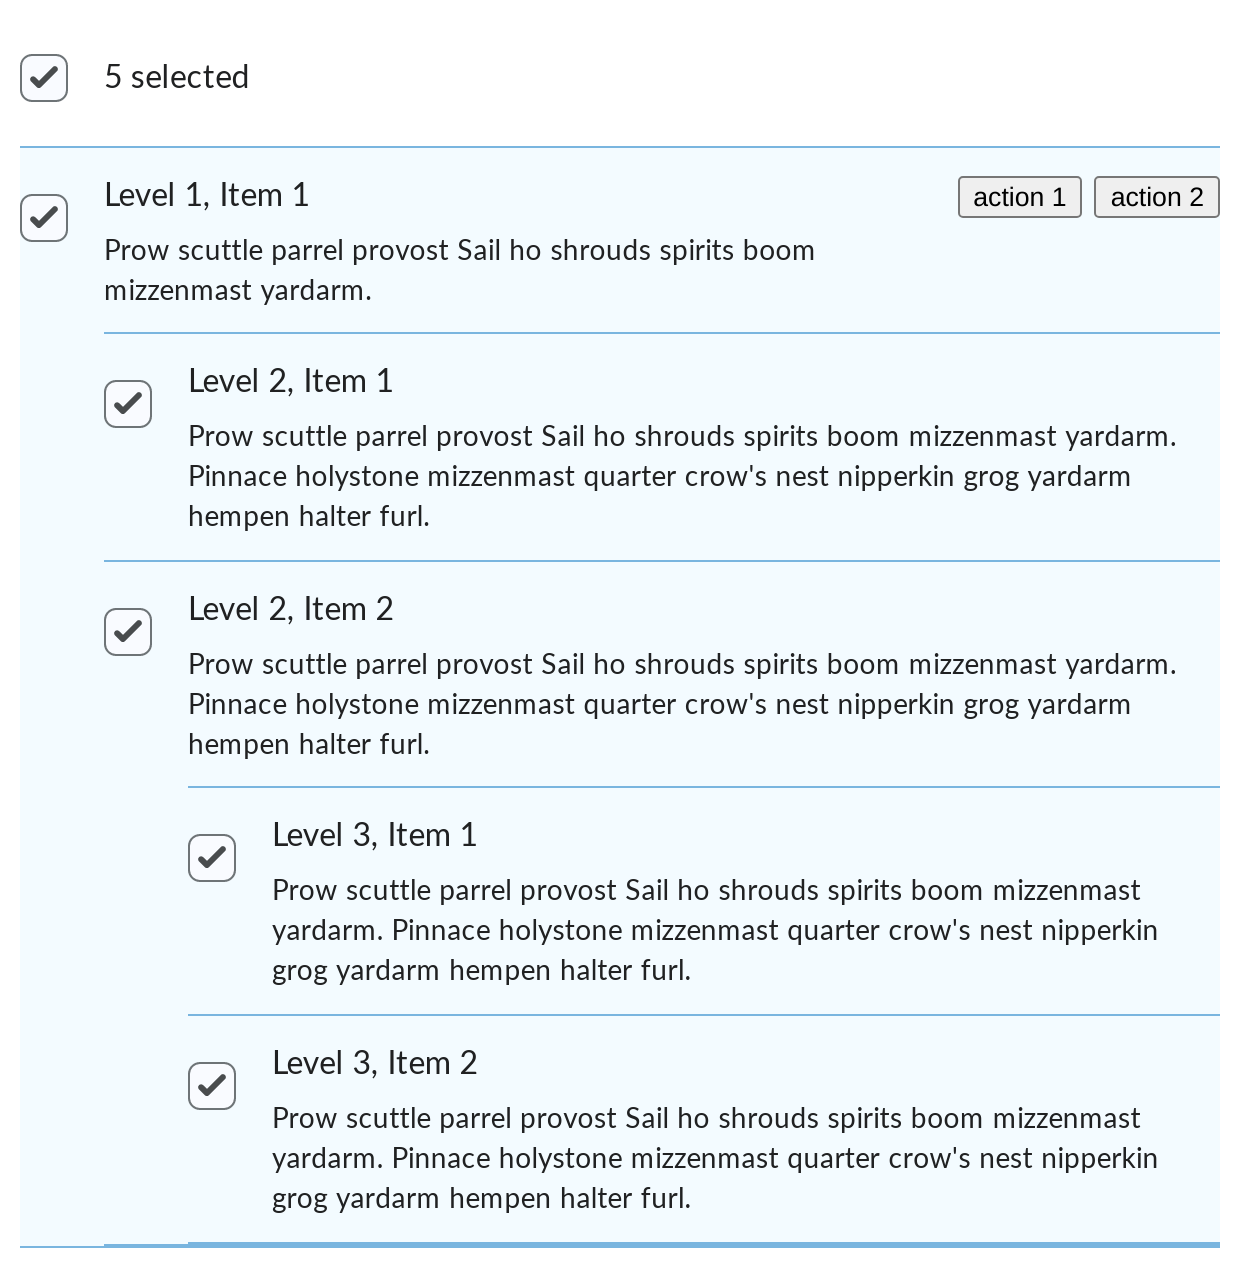 5 selected
Level 1, Item 1
action 1
action 2
Prow scuttle parrel provost Sail ho shrouds spirits boom
mizzenmast yardarm.
Level 2, Item 1
Prow scuttle parrel provost Sail ho shrouds spirits boom mizzenmast yardarm.
Pinnace holystone mizzenmast quarter crow's nest nipperkin grog yardarm
hempen halter furl.
Level 2, Item 2
Prow scuttle parrel provost Sail ho shrouds spirits boom mizzenmast yardarm.
Pinnace holystone mizzenmast quarter crow's nest nipperkin grog yardarm
hempen halter furl.
Level 3, Item 1
Prow scuttle parrel provost Sail ho shrouds spirits boom mizzenmast
yardarm. Pinnace holystone mizzenmast quarter crow's nest nipperkin
grog yardarm hempen halter furl.
Level 3, Item 2
Prow scuttle parrel provost Sail ho shrouds spirits boom mizzenmast
yardarm. Pinnace holystone mizzenmast quarter crow's nest nipperkin
grog yardarm hempen halter furl.